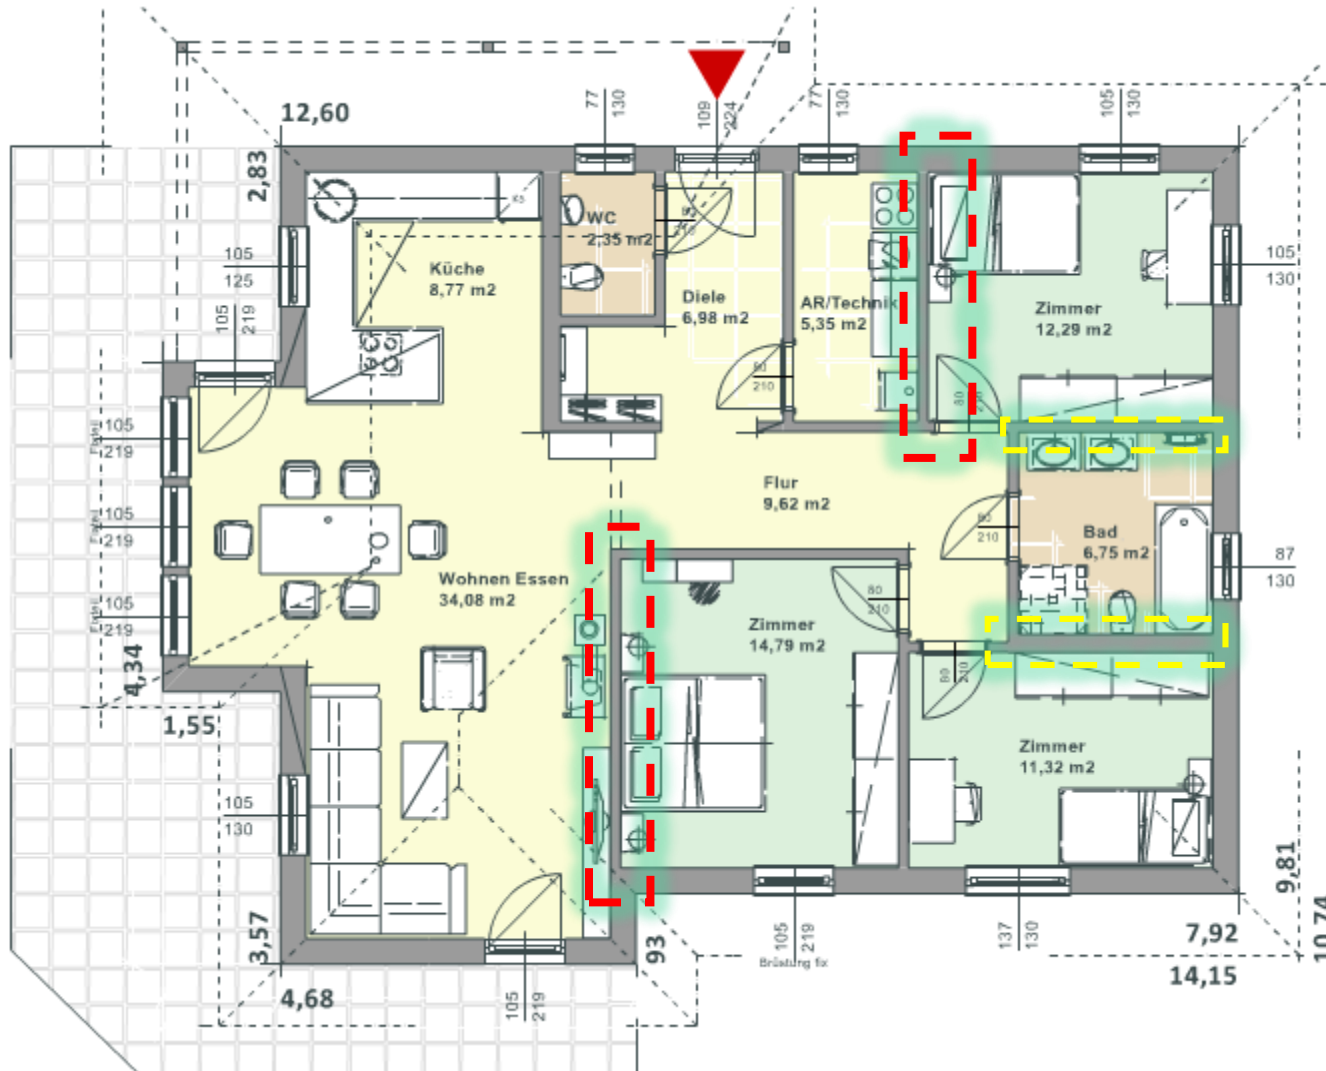 12,60
77
130
109
224
77
130
105
130
2,83
105
125
105
219
Küche
8,77 m2
KS
WC
2,35 m2
80
210
Diele
6,98 m2
AR/Technik
5,35 m2
80
210
Zimmer
12,29 m2
105
130
80
105
219
105
219
105
219
Flur
9,62 m2
80
210
Bad
6,75 m2
87
130
Wohnen Essen
34,08 m2
Zimmer
14,79 m2
80
210
80
210
Zimmer
11,32 m2
4,34
1,55
105
130
3,57
4,68
105
219
93
105
219
Brüstung fix
137
130
9,81
7,92
14,15
10,74